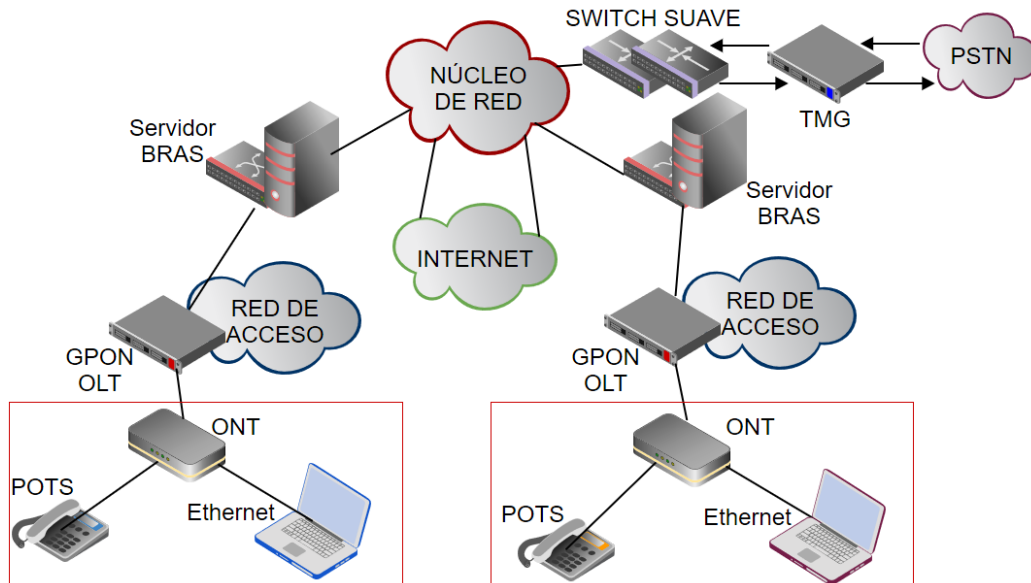 SWITCH SUAVE
NÚCLEO
DE RED
PSTN
TMG
Servidor
BRAS
Servidor
BRAS
INTERNET
RED DE
ACCESO
RED DE
ACCESO
GPON
OLT
GPON
OLT
ONT
ONT
POTS
Ethernet
POTS
Ethernet